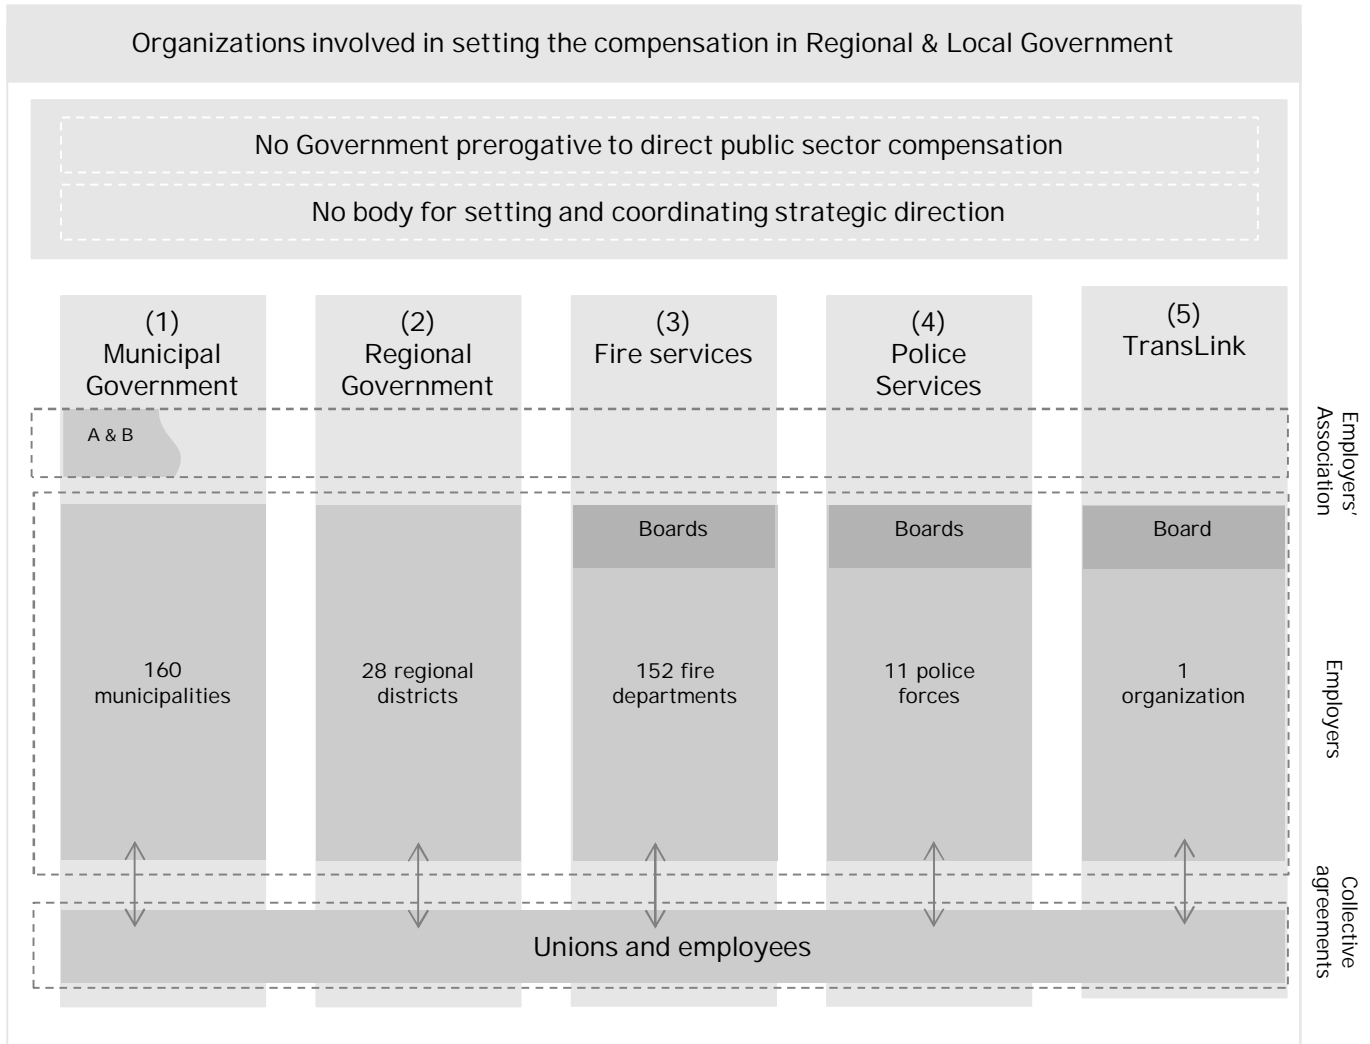 Organizations involved in setting the compensation in Regional & Local Government
No Government prerogative to direct public sector compensation
No body for setting and coordinating strategic direction
(1)
Municipal
Government
(2)
Regional
Government
(3)
Fire services
(4)
Police
Services
(5)
TransLink
A & B
Employers'
Association
Boards
Boards
Board
160
municipalities
28 regional
districts
152 fire
departments
11 police
forces
1
organization
Employers
Collective
agreements
Unions and employees